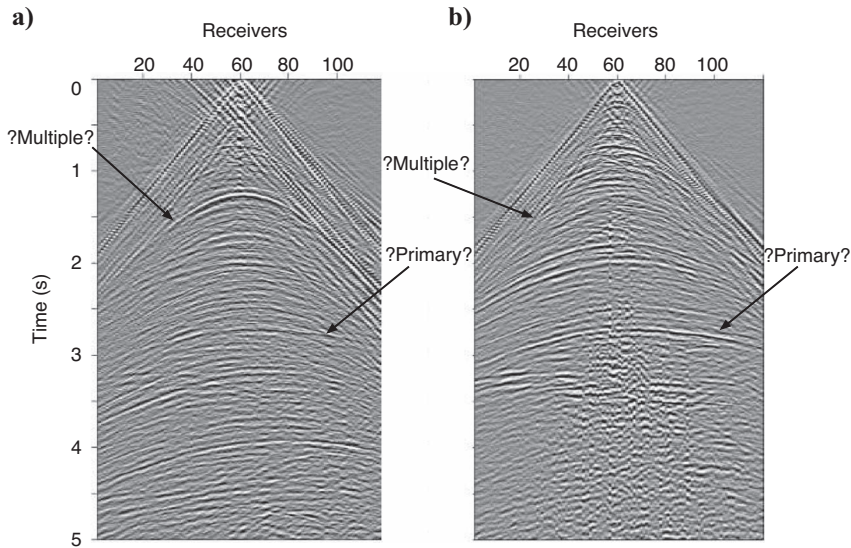 a)
Receivers
20 40 60 80 100
0
1
2
3
4
5
Time (s)
?Multiple?
?Primary?
b)
Receivers
20 40 60 80 100
?Multiple?
?Primary?